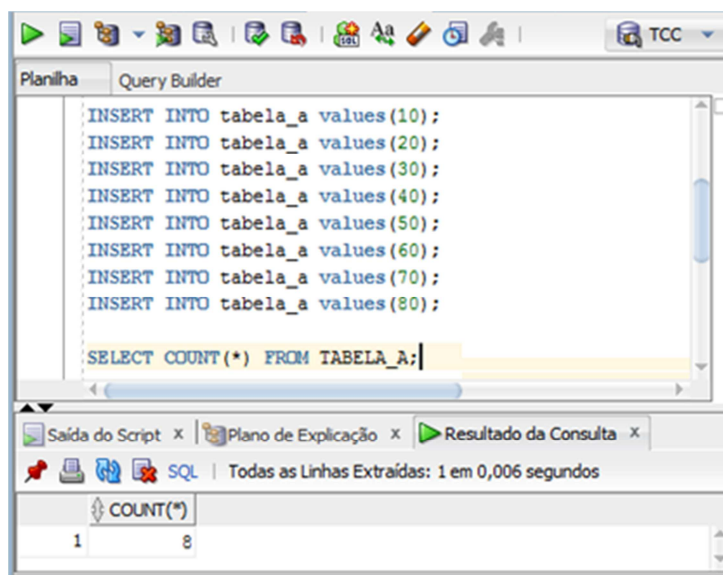 TCC
Planilha Query Builder
INSERT INTO tabela_a values(10);
INSERT INTO tabela_a values(20);
INSERT INTO tabela_a values(30);
INSERT INTO tabela_a values(40);
INSERT INTO tabela_a values(50);
INSERT INTO tabela_a values(60);
INSERT INTO tabela_a values(70);
INSERT INTO tabela_a values(80);
SELECT COUNT(*) FROM TABELA_A;
Saída do Script x Plano de Explicação x Resultado da Consulta x
SQL | Todas as Linhas Extraídas: 1 em 0,006 segundos
COUNT(*)
1 8